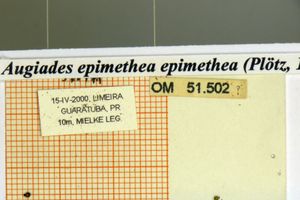 Augiades epimethea epimethea (Plötz,
OM 51.502
15-IV-2000, LIMEIRA
GUARATUBA, PR
10m, MIELKE LEG.